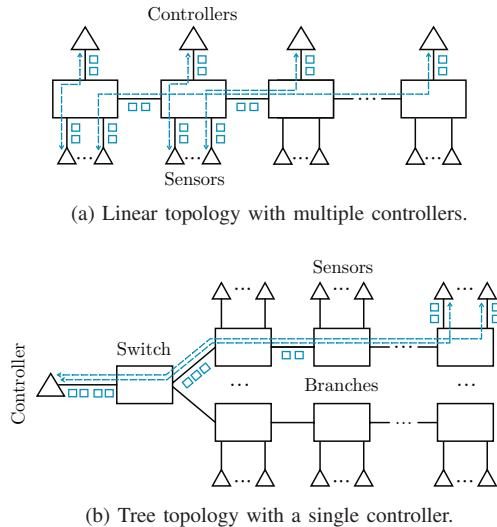 Controllers
...
... ... ... ...
Sensors
(a) Linear topology with multiple controllers.
Sensors
... ... ...
Switch
...
Controller
... Branches ...
...
... ... ...
(b) Tree topology with a single controller.